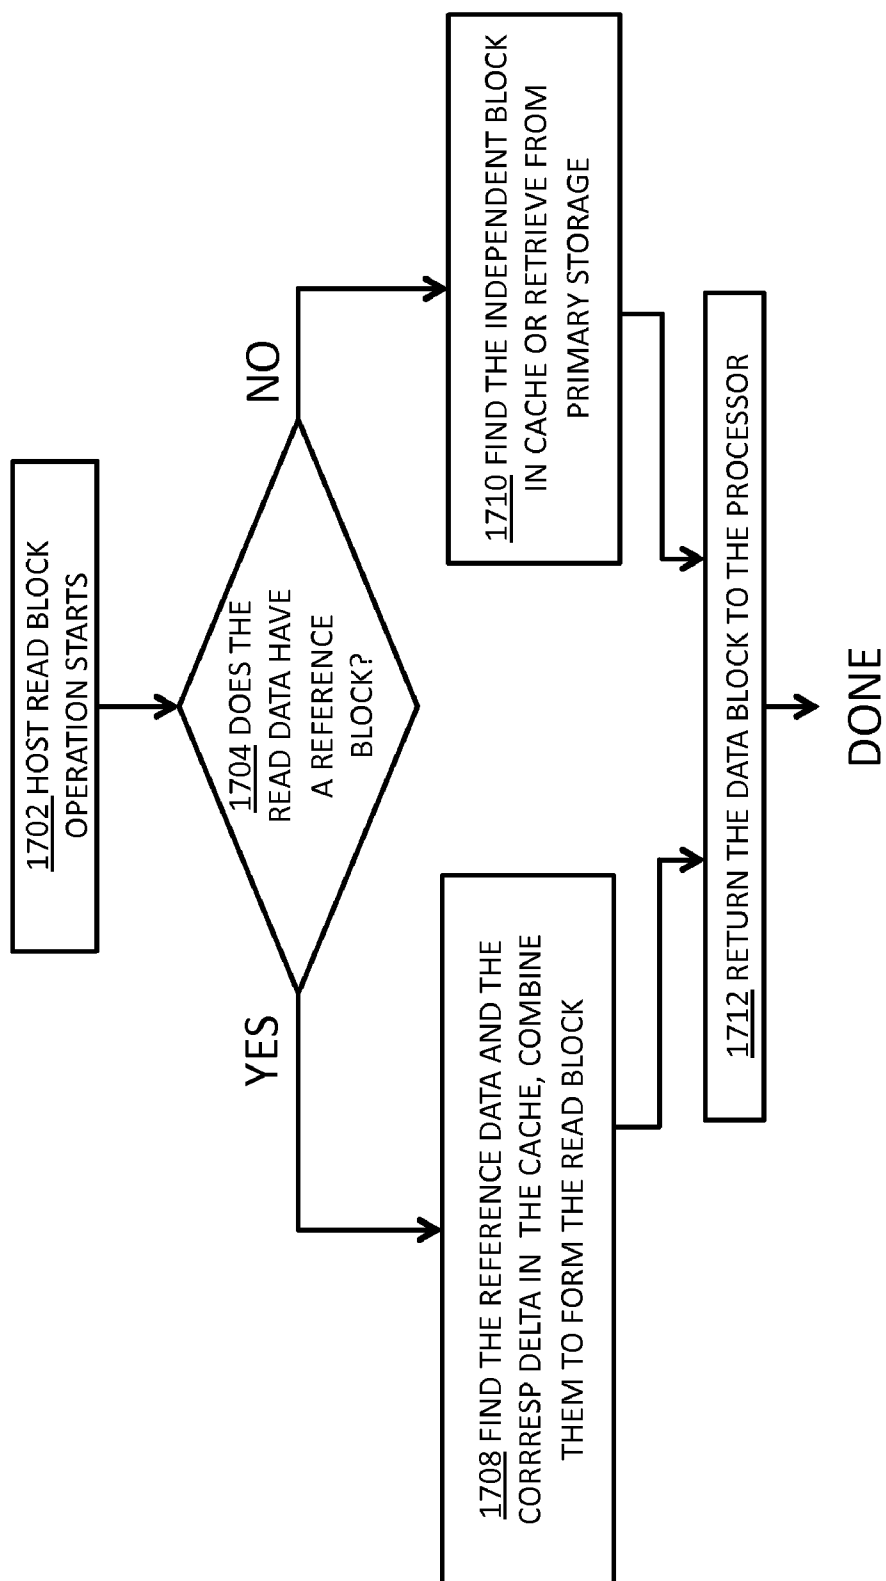 1702 HOST READ BLOCK
OPERATION STARTS
1704 DOES THE
READ DATA HAVE
A REFERENCE
BLOCK?
YES
NO
1708 FIND THE REFERENCE DATA AND THE
CORRRESP DELTA IN THE CACHE, COMBINE
THEM TO FORM THE READ BLOCK
1710 FIND THE INDEPENDENT BLOCK
IN CACHE OR RETRIEVE FROM
PRIMARY STORAGE
1712 RETURN THE DATA BLOCK TO THE PROCESSOR
DONE